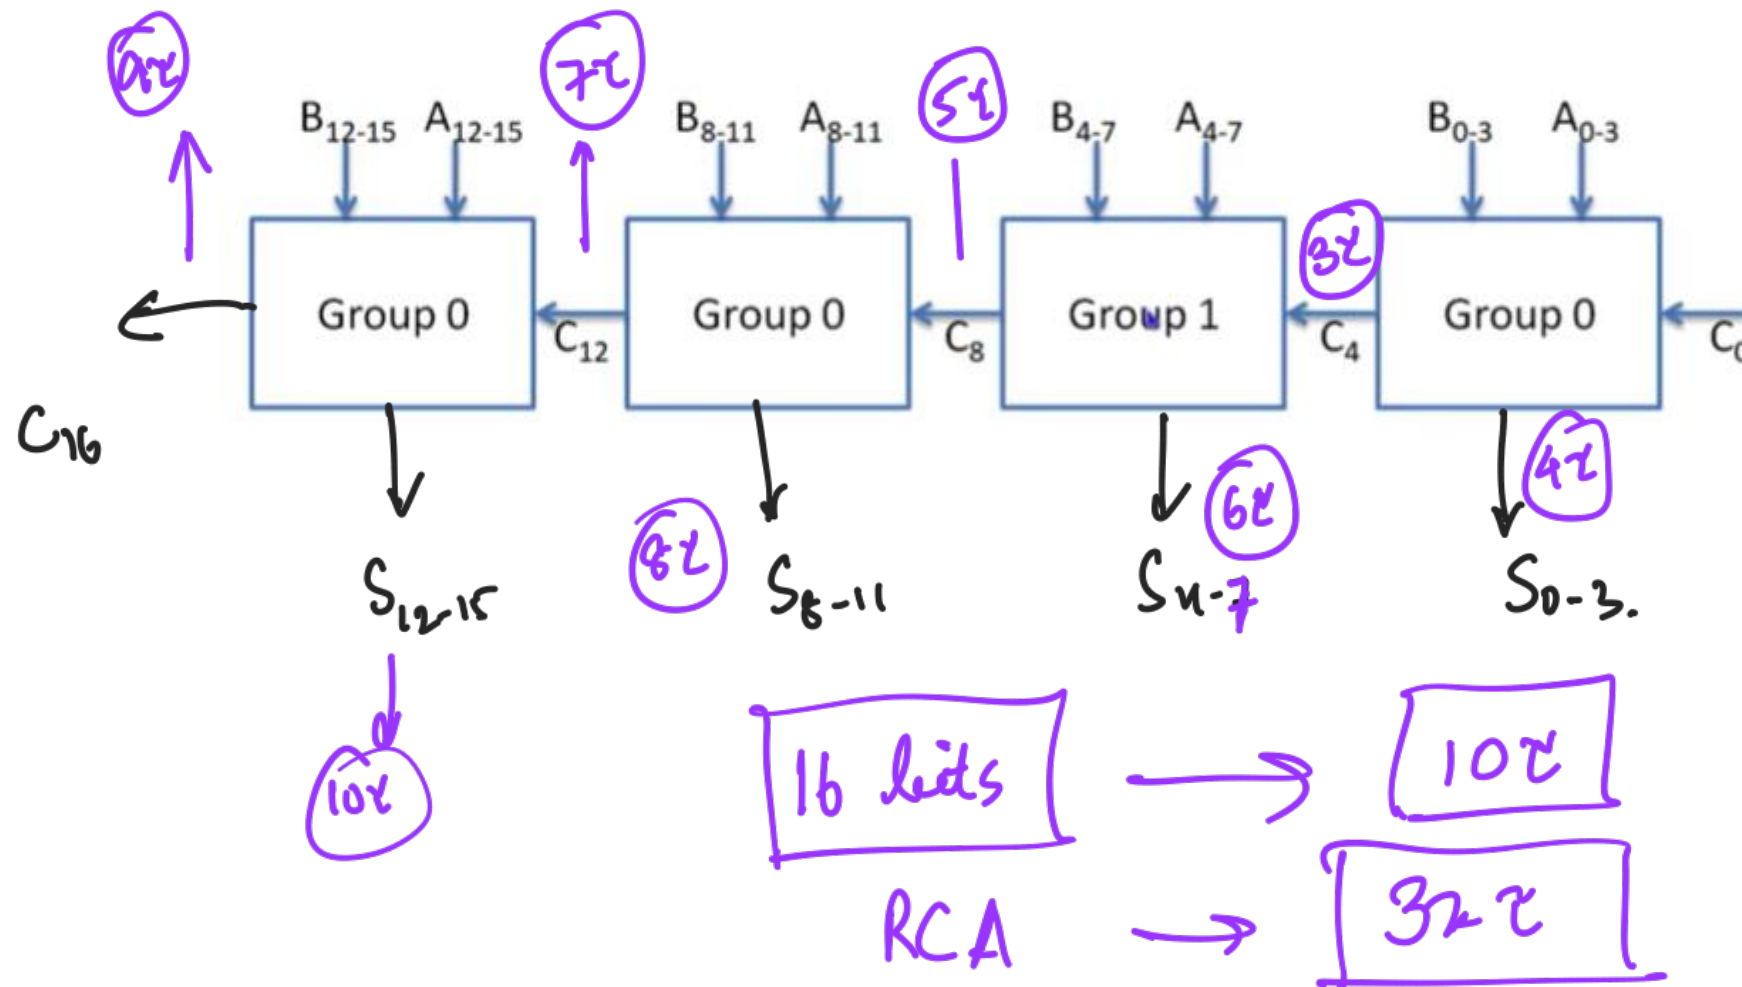 9τ 7τ 5τ
B12-15 A12-15 B8-11 A8-11 B4-7 A4-7 B0-3 A0-3
3τ
Group 0 Group 0 Group 1 Group 0
C12 C8 C4 C0
C16
4τ
6τ
8τ
S12-15 S8-11 S4-7 S0-3.
10τ
16 bits 10τ
RCA 32τ